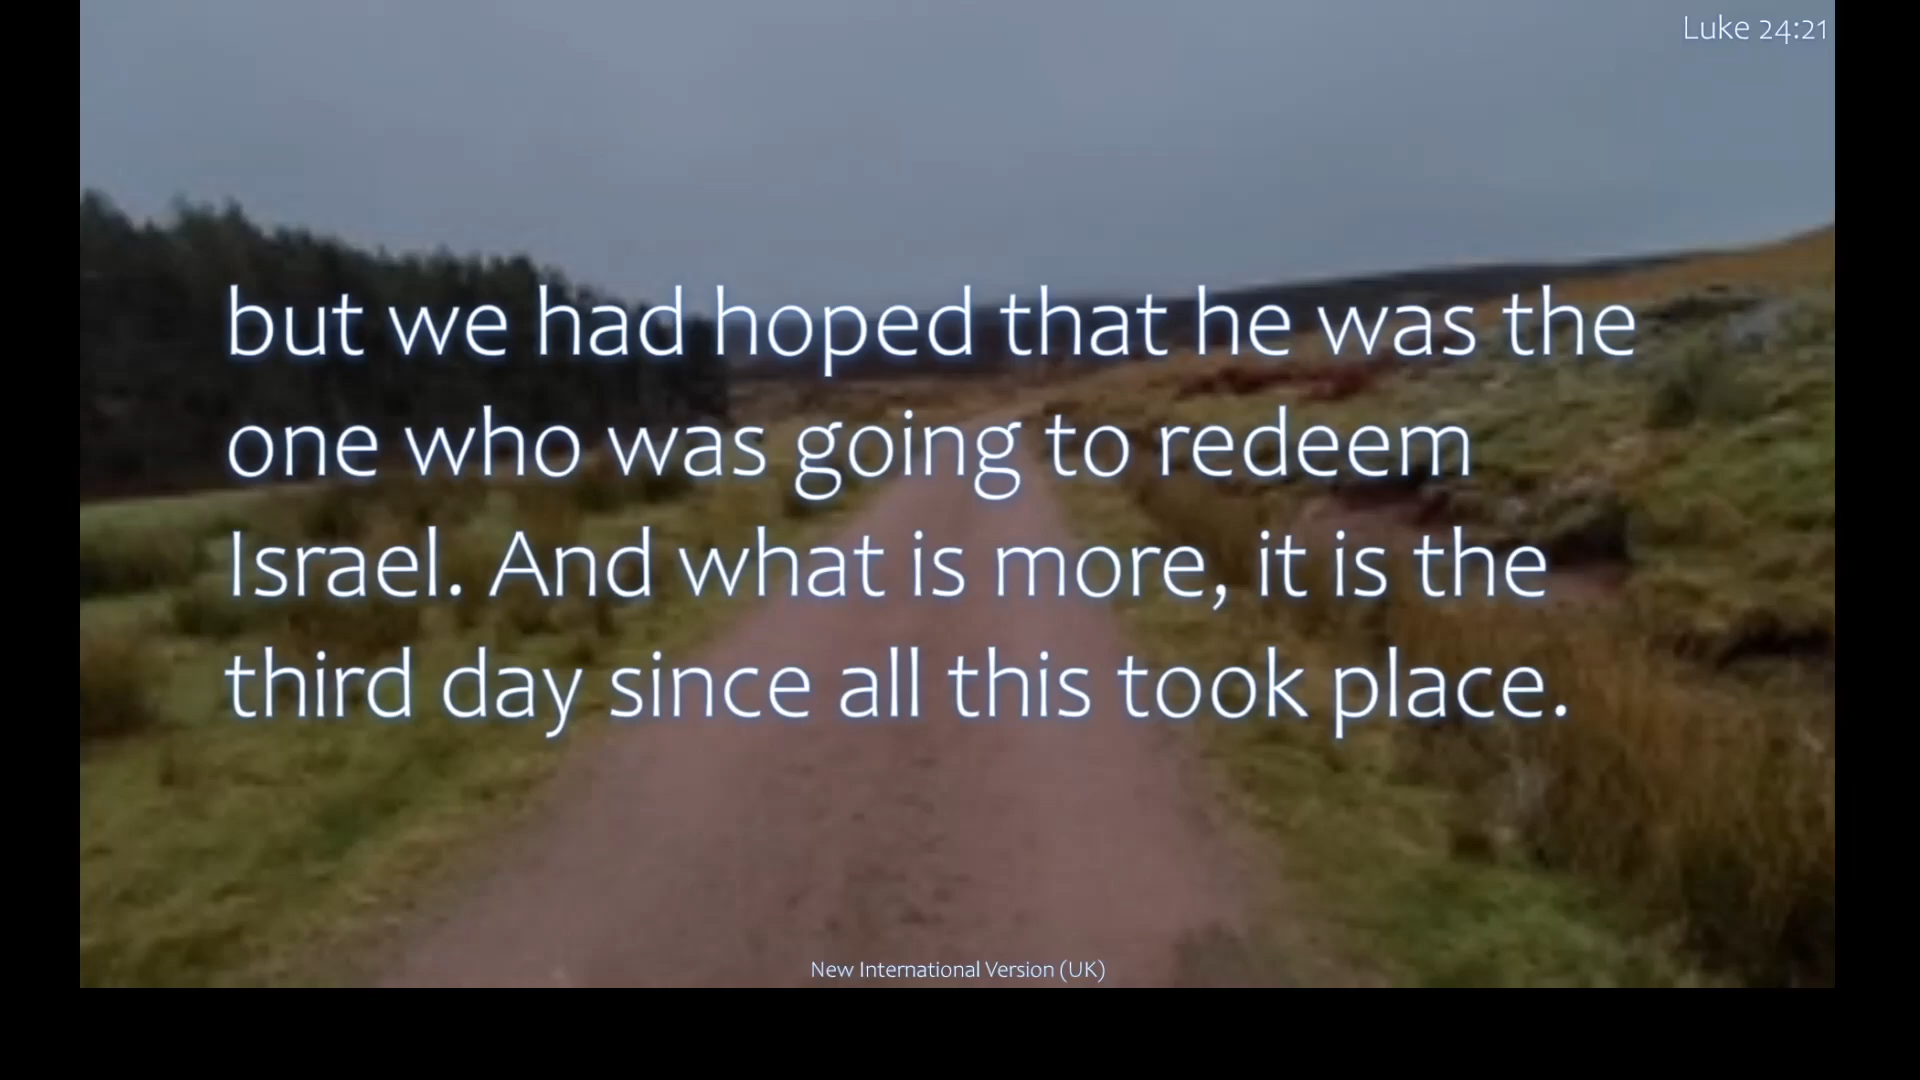 Luke 24:21
but we had hoped that he was the
one who was going to redeem
Israel. And what is more, it is the
third day since all this took place.
New International Version (UK)